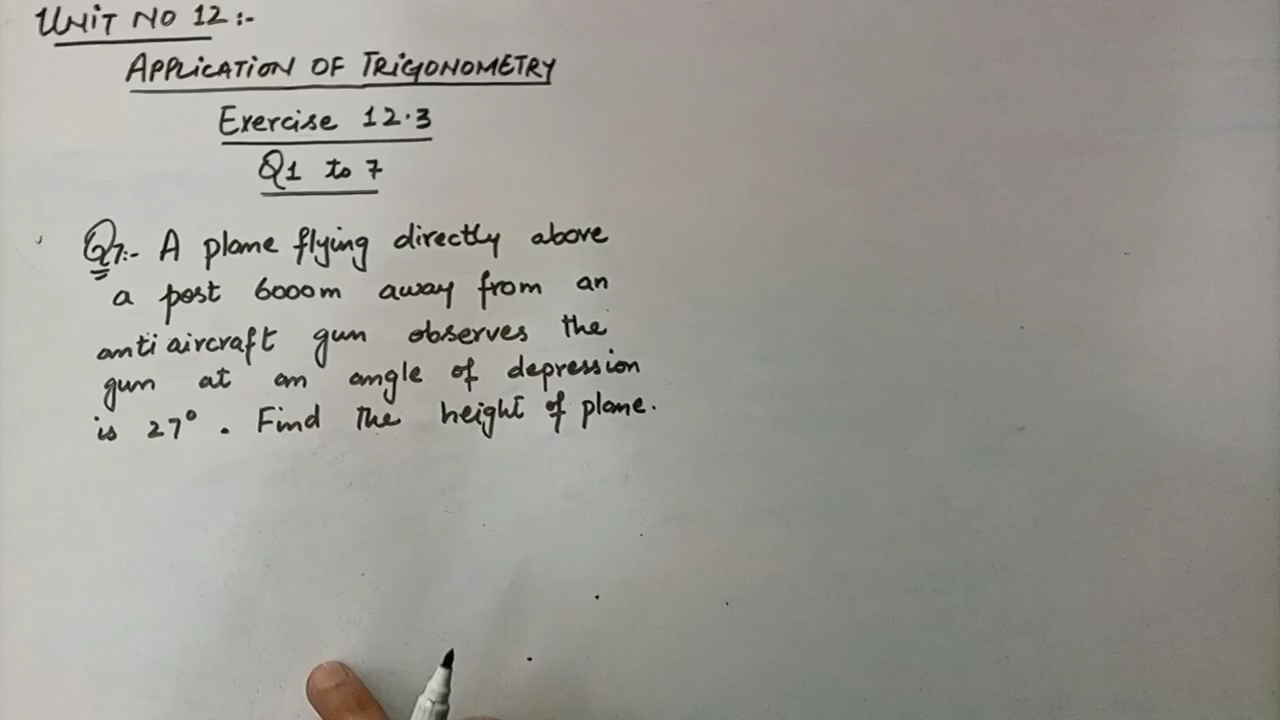 UNIT NO 12:-
APPLICATION OF TRIGONOMETRY
Exercise 12.3
Q1 to 7
Q7:- A plane flying directly above
a post 6000m away from an
anti aircraft gun observes the
gun at an angle of depression
is 27°. Find the height of plane.